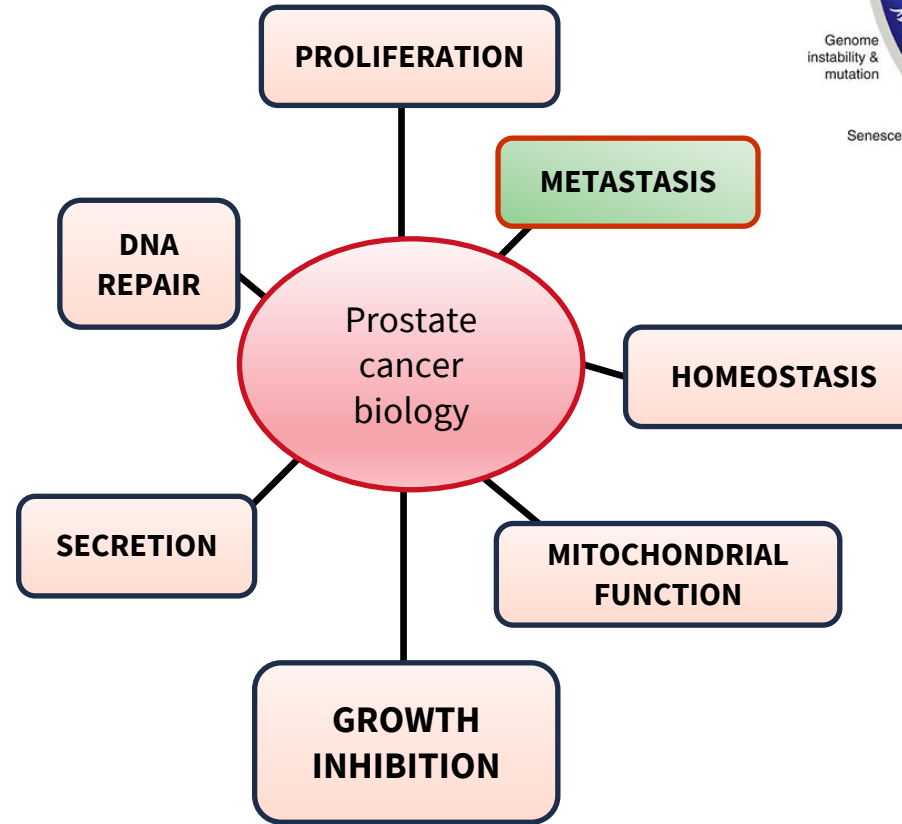 PROLIFERATION
Genome
instability &
mutation
METASTASIS
DNA
REPAIR
Prostate
cancer
biology
HOMEOSTASIS
SECRETION
MITOCHONDRIAL
FUNCTION
GROWTH
INHIBITION